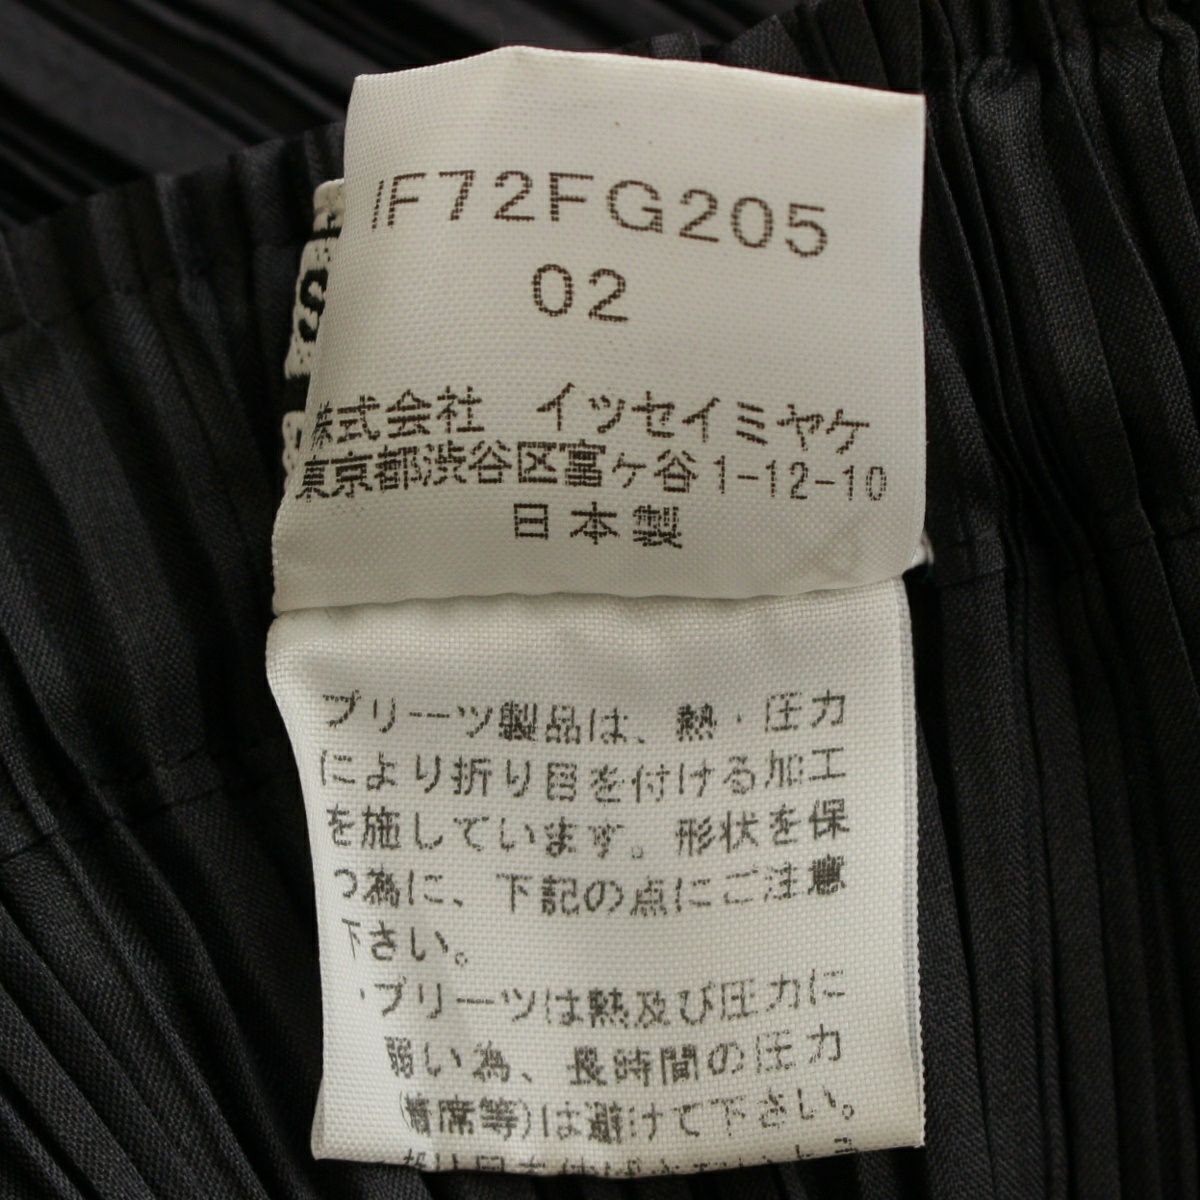 IF72FG205
02
株式会社 イッセイミヤケ
東京都渋谷区富ヶ谷1-12-10
日本製
プリーツ製品は、熱・圧力
により折り目を付ける加工
を施しています。形状を保
つ為に、下記の点にご注意
下さい。
・プリーツは熱及び圧力に
弱い為、長時間の圧力
(着席等)は避けて下さい。
S